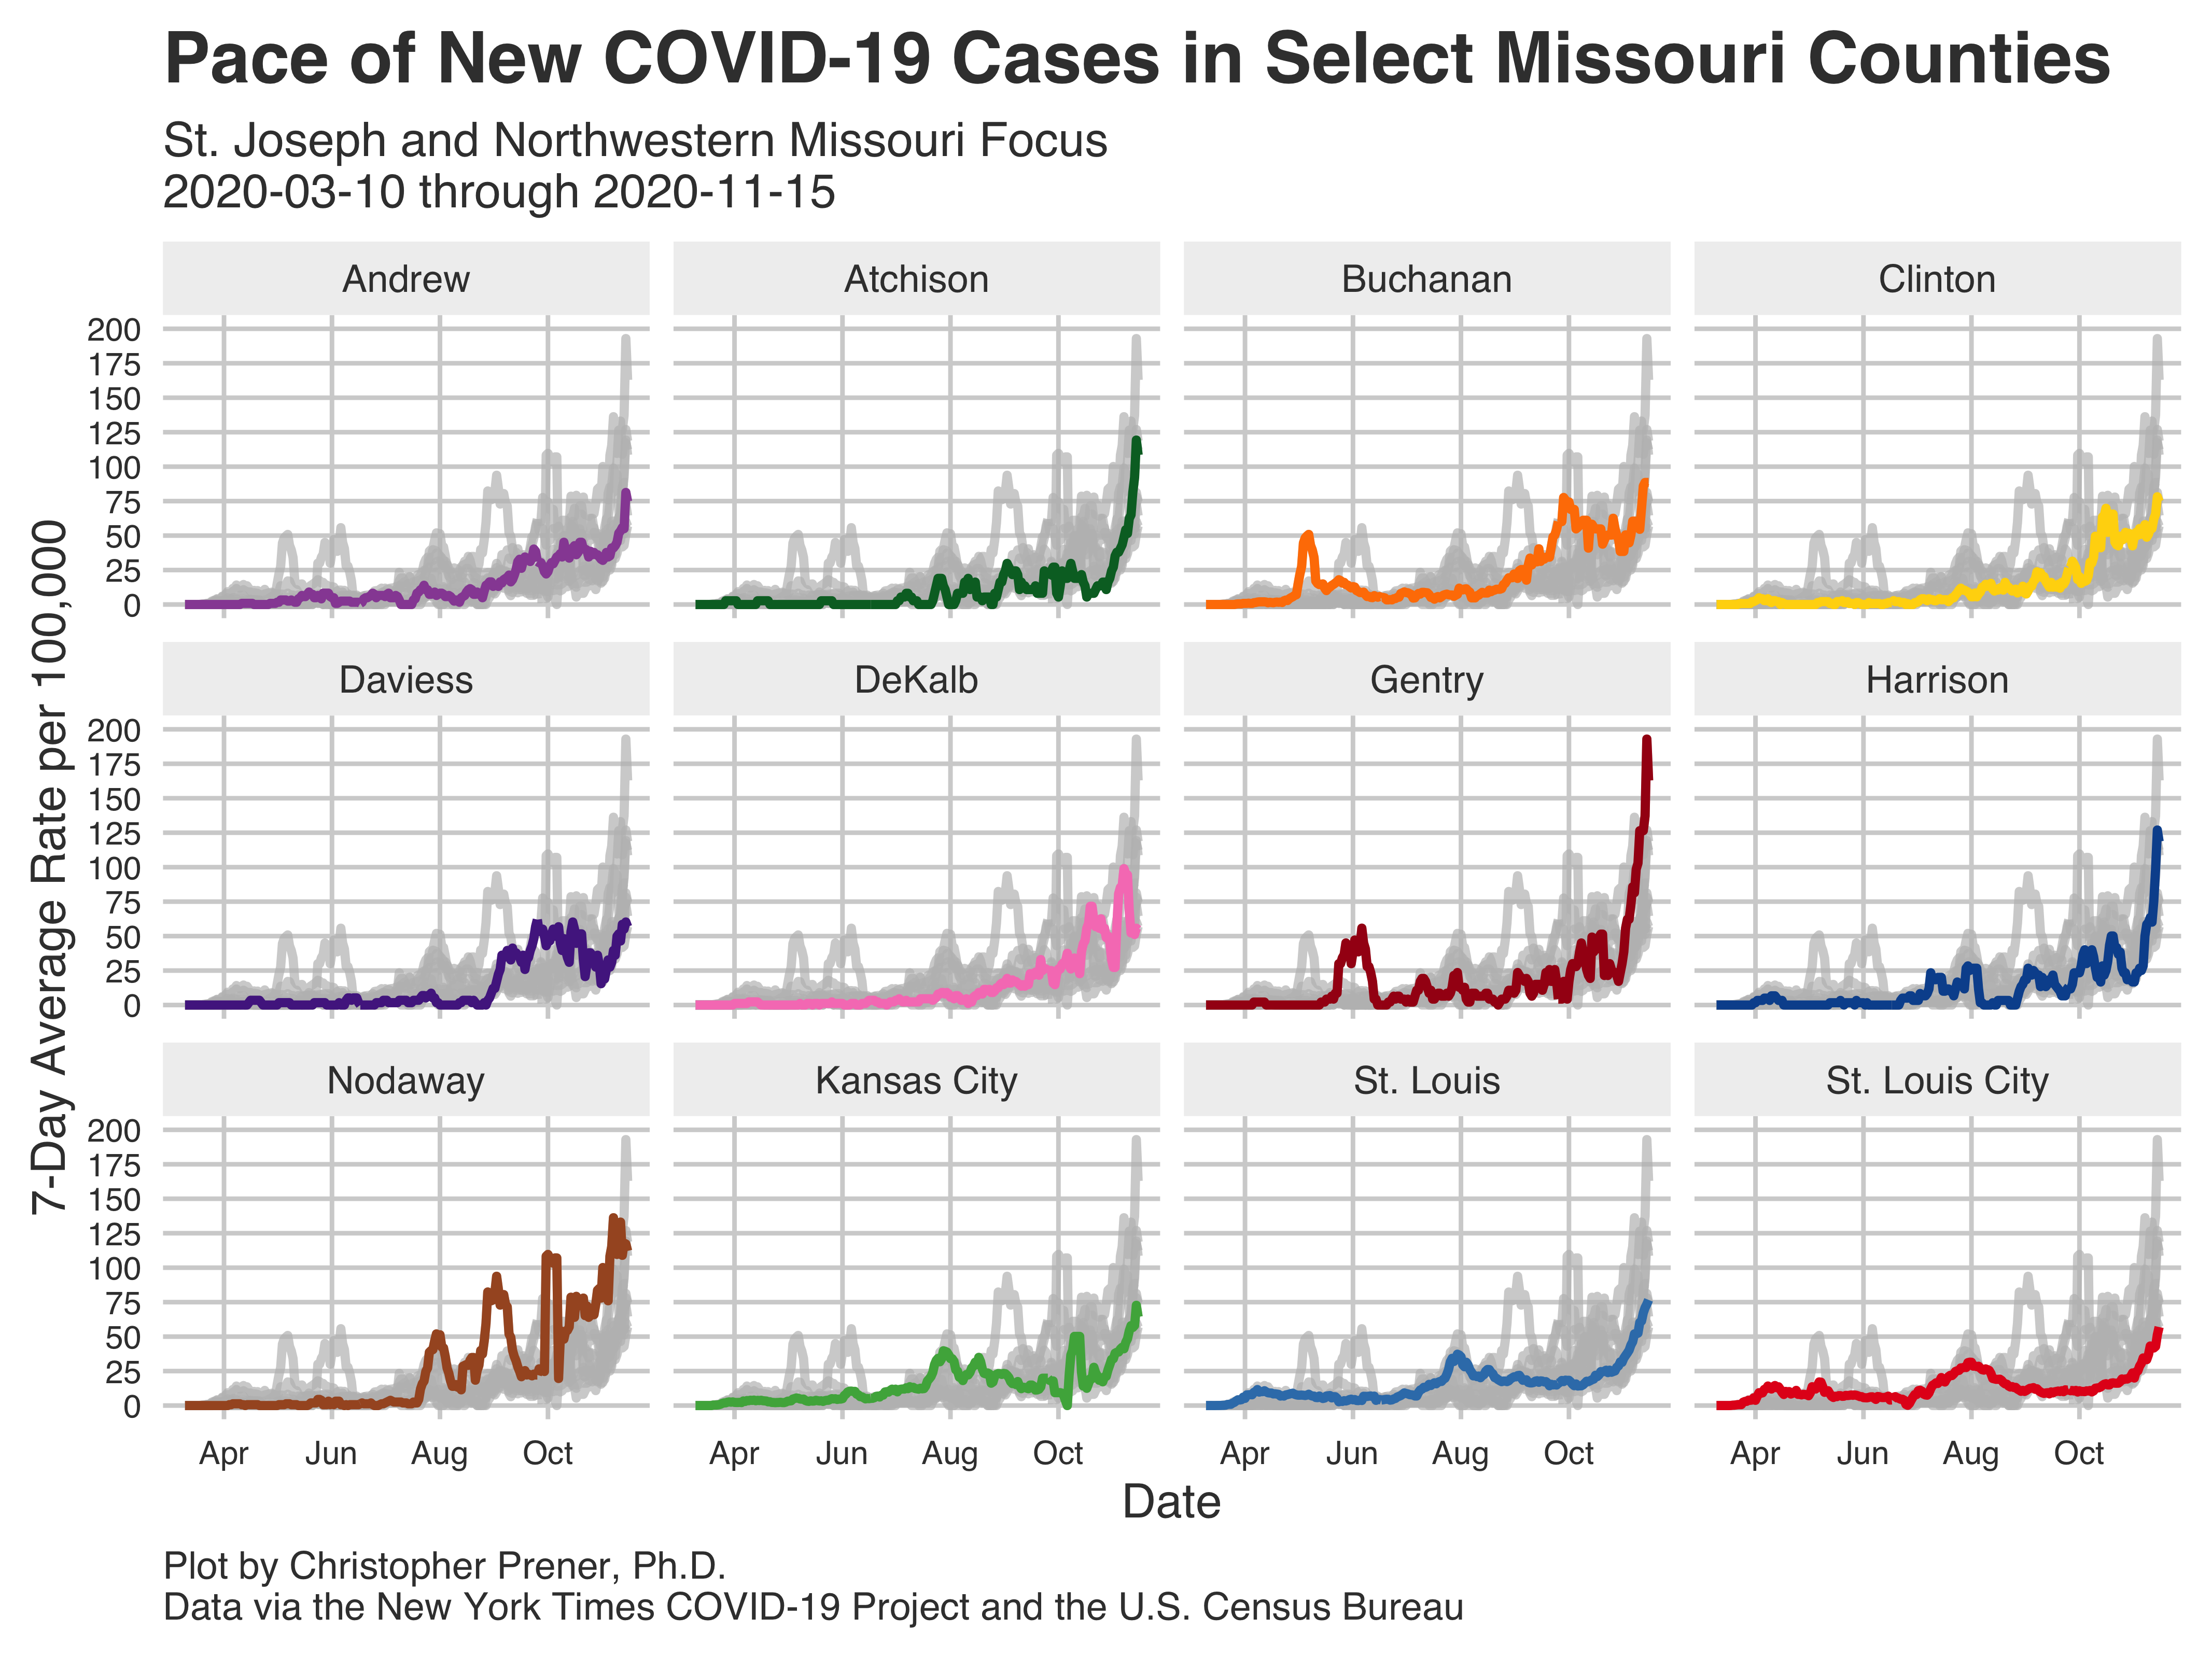 Pace of New COVID-19 Cases in Select Missouri Counties
St. Joseph and Northwestern Missouri Focus
2020-03-10 through 2020-11-15
7-Day Average Rate per 100,000
Andrew
Atchison
Buchanan
Clinton
200
175
150
125
100
75
50
25
0
Daviess
DeKalb
Gentry
Harrison
200
175
150
125
100
75
50
25
0
Nodaway
Kansas City
St. Louis
St. Louis City
200
175
150
125
100
75
50
25
0
Apr Jun Aug Oct
Apr Jun Aug Oct
Apr Jun Aug Oct
Apr Jun Aug Oct
Date
Plot by Christopher Prener, Ph.D.
Data via the New York Times COVID-19 Project and the U.S. Census Bureau